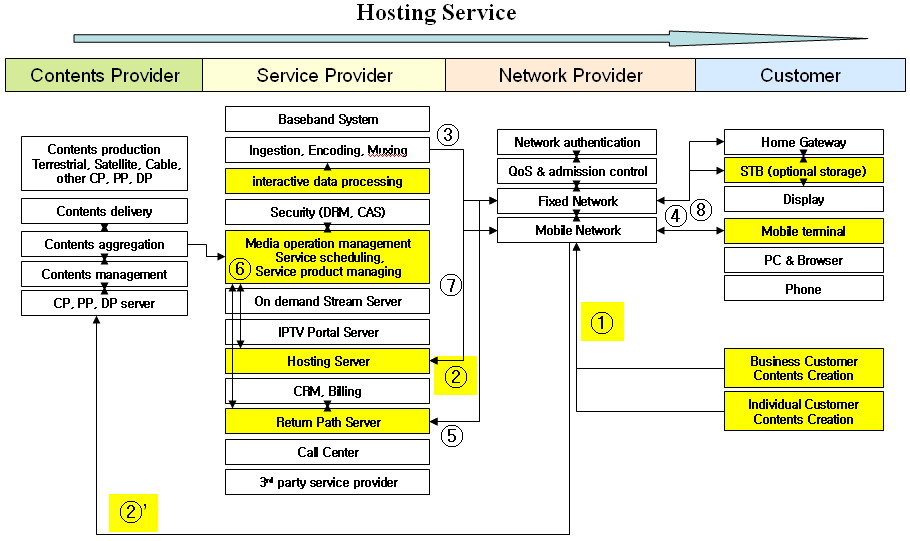 Hosting Service
Contents Provider
Service Provider
Network Provider
Customer
Contents production
Terrestrial, Satellite, Cable,
other CP, PP, DP
Contents delivery
Contents aggregation
Contents management
CP, PP, DP server
②’
Baseband System
Ingestion, Encoding, Muxing
interactive data processing
Security (DRM, CAS)
Media operation management
Service scheduling,
Service product managing
⑥
On demand Stream Server
IPTV Portal Server
Hosting Server
CRM, Billing
Return Path Server
Call Center
3rd party service provider
③
⑦
②
⑤
Network authentication
QoS & admission control
Fixed Network
Mobile Network
④
⑧
①
Home Gateway
STB (optional storage)
Display
Mobile terminal
PC & Browser
Phone
Business Customer
Contents Creation
Individual Customer
Contents Creation